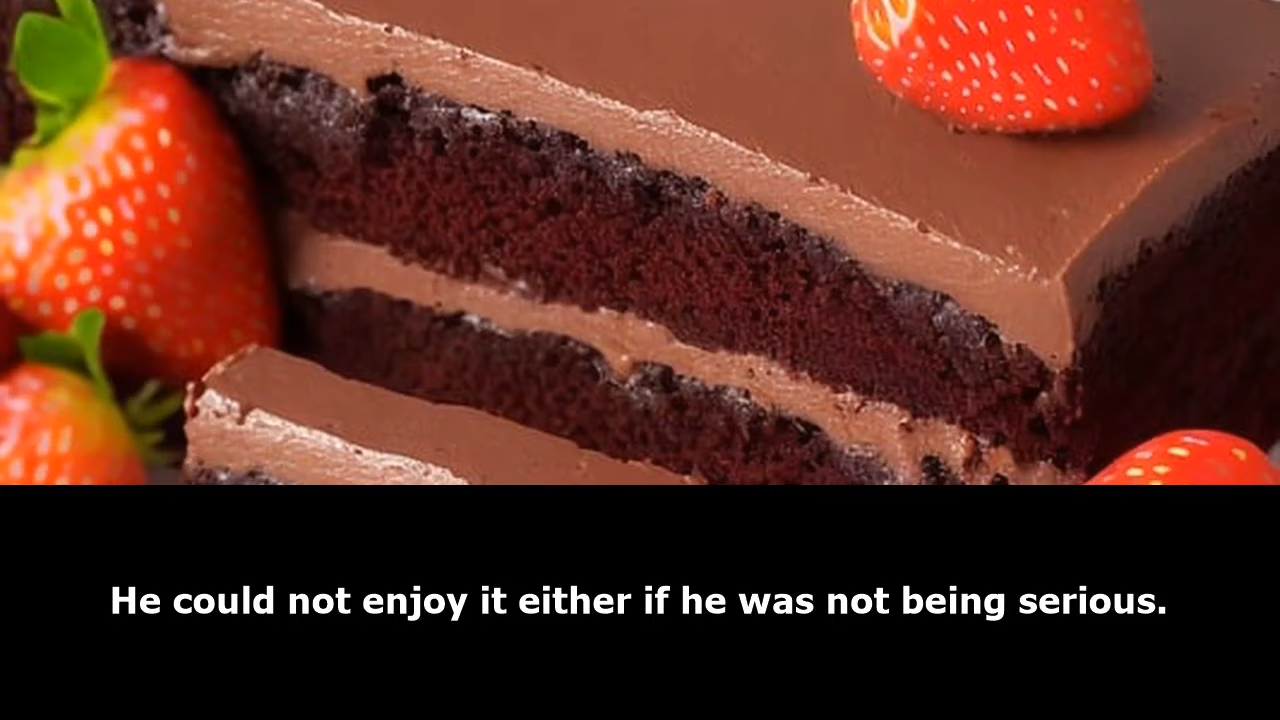 He could not enjoy it either if he was not being serious.